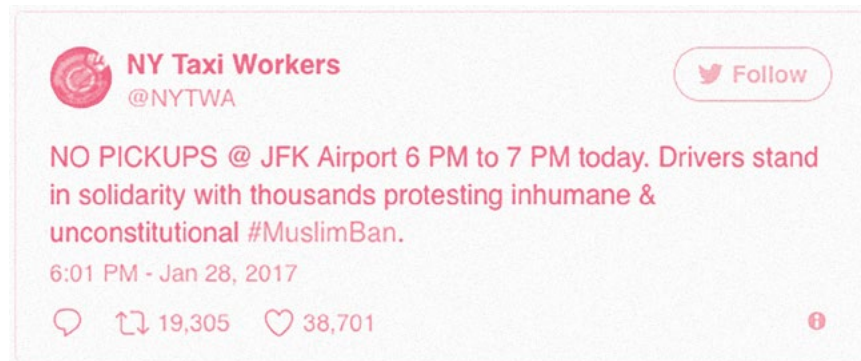 NY Taxi Workers
@NYTWA
Follow
NO PICKUPS @ JFK Airport 6 PM to 7 PM today. Drivers stand
in solidarity with thousands protesting inhumane &
unconstitutional #MuslimBan.
6:01 PM - Jan 28, 2017
19,305 38,701